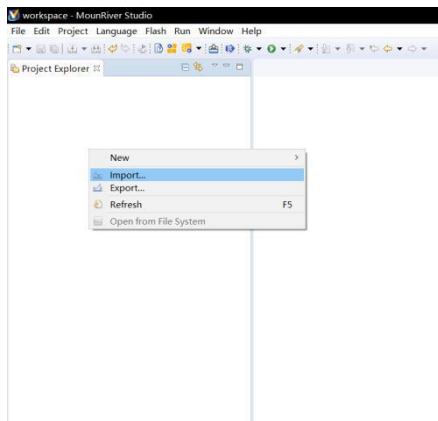 workspace - MounRiver Studio
File Edit Project Language Flash Run Window Help
Project Explorer
New
Import...
Export...
Refresh F5
Open from File System